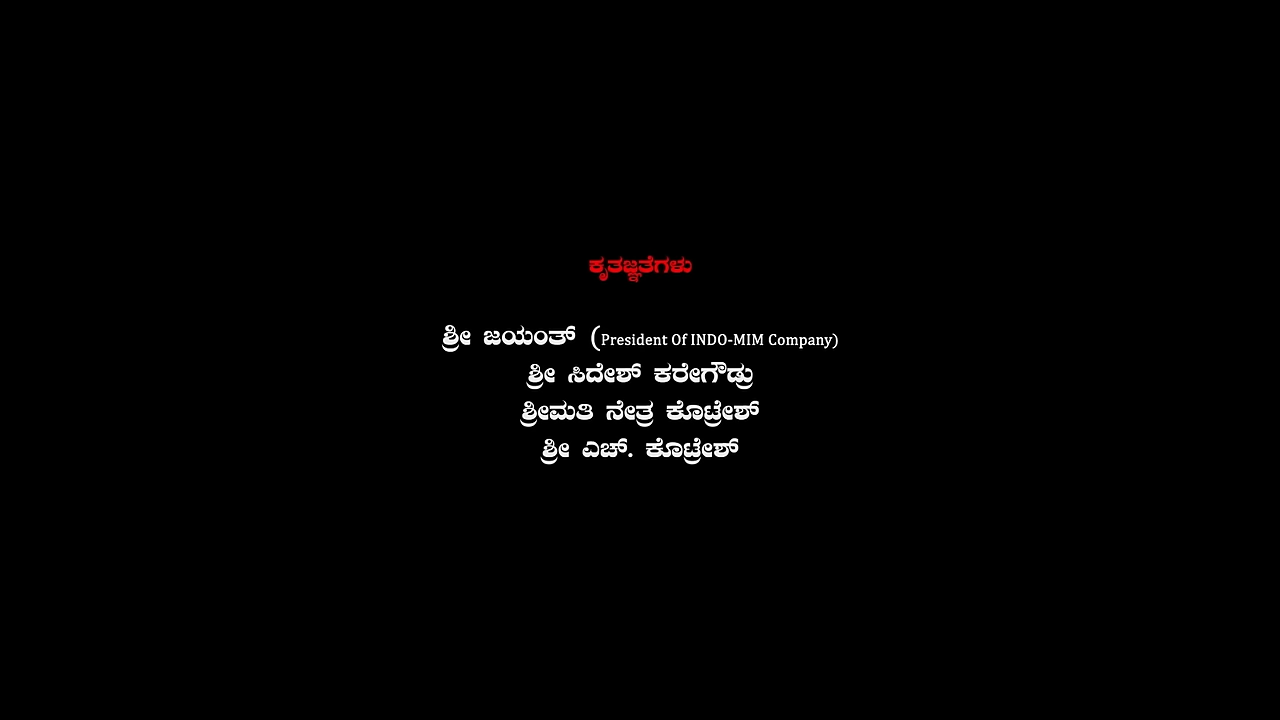 ಕೃತಜ್ಞತೆಗಳು
ಶ್ರೀ ಜಯಂತ್ (President Of INDO-MIM Company)
ಶ್ರೀ ಸಿದೇಶ್ ಕರೇಗೌಡ್ರು
ಶ್ರೀಮತಿ ನೇತ್ರ ಕೊಟ್ರೇಶ್
ಶ್ರೀ ಎಚ್. ಕೊಟ್ರೇಶ್